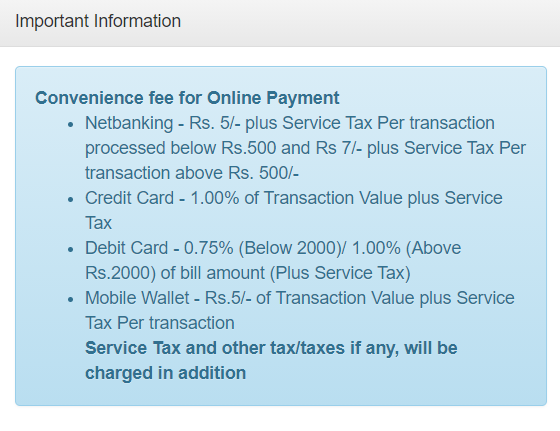 Important Information
Convenience fee for Online Payment
• Netbanking - Rs. 5/- plus Service Tax Per transaction
processed below Rs.500 and Rs 7/- plus Service Tax Per
transaction above Rs. 500/-
• Credit Card - 1.00% of Transaction Value plus Service
Tax
• Debit Card - 0.75% (Below 2000)/ 1.00% (Above
Rs.2000) of bill amount (Plus Service Tax)
• Mobile Wallet - Rs.5/- of Transaction Value plus Service
Tax Per transaction
Service Tax and other tax/taxes if any, will be
charged in addition